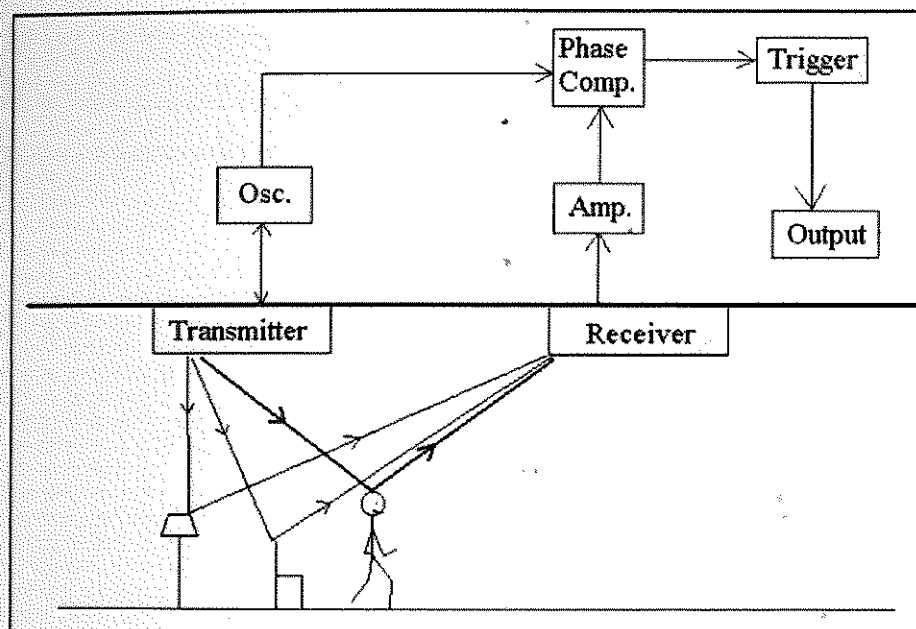 Phase
Comp.
Trigger
Osc.
Amp.
Output
Transmitter
Receiver